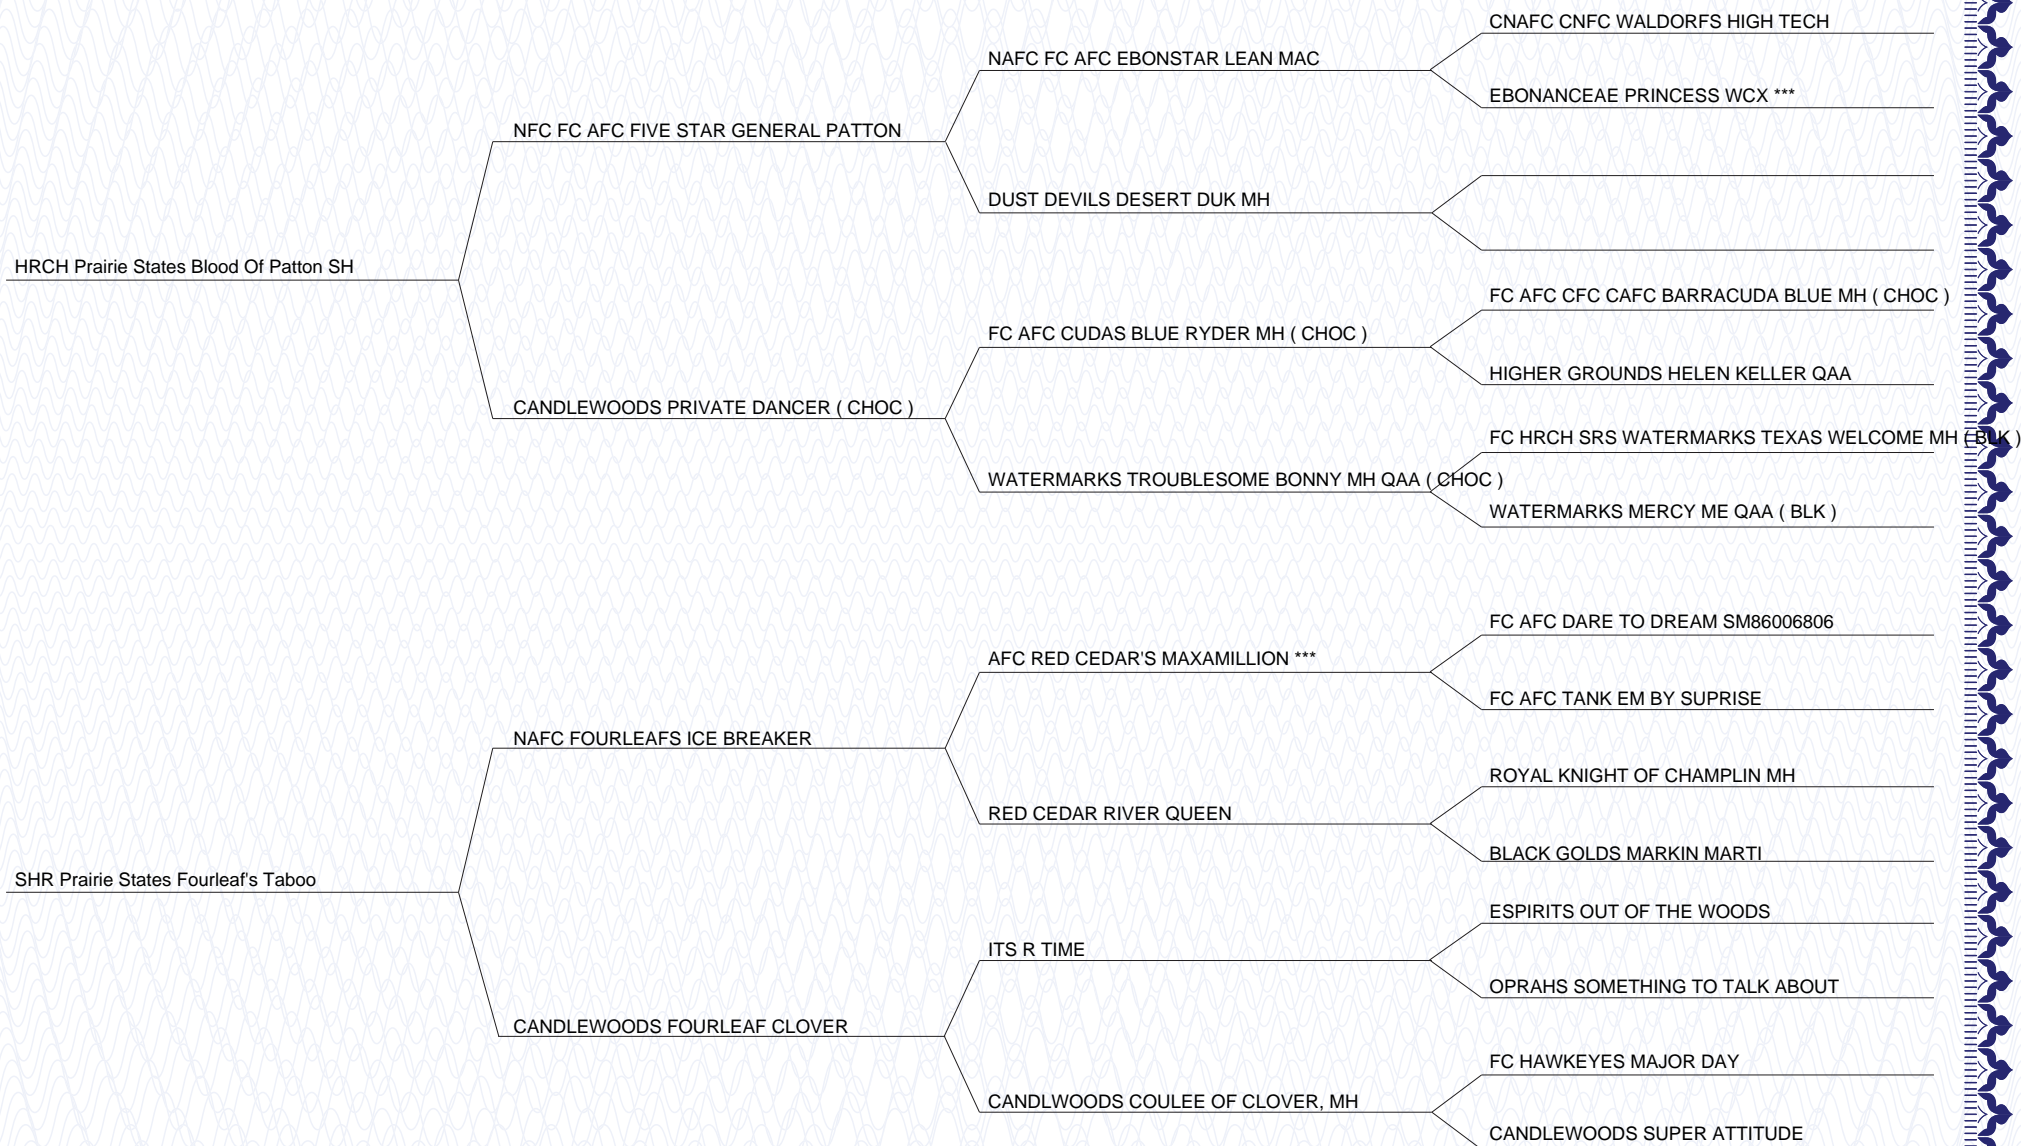 CNAFC CNFC WALDORFS HIGH TECH
NAFC FC AFC EBONSTAR LEAN MAC
EBONANCEAE PRINCESS WCX ***
NFC FC AFC FIVE STAR GENERAL PATTON
DUST DEVILS DESERT DUK MH
HRCH Prairie States Blood Of Patton SH
FC AFC CFC CAFC BARRACUDA BLUE MH ( CHOC )
FC AFC CUDAS BLUE RYDER MH ( CHOC )
HIGHER GROUNDS HELEN KELLER QAA
CANDLEWOODS PRIVATE DANCER ( CHOC )
FC HRCH SRS WATERMARKS TEXAS WELCOME MH ( BLK )
WATERMARKS TROUBLESOME BONNY MH QAA ( CHOC )
WATERMARKS MERCY ME QAA ( BLK )
FC AFC DARE TO DREAM SM86006806
AFC RED CEDAR'S MAXAMILLION ***
FC AFC TANK EM BY SUPRISE
NAFC FOURLEAFS ICE BREAKER
ROYAL KNIGHT OF CHAMPLIN MH
RED CEDAR RIVER QUEEN
BLACK GOLDS MARKIN MARTI
SHR Prairie States Fourleaf's Taboo
ESPIRITS OUT OF THE WOODS
ITS R TIME
OPRAHS SOMETHING TO TALK ABOUT
CANDLEWOODS FOURLEAF CLOVER
FC HAWKEYES MAJOR DAY
CANDLWOODS COULEE OF CLOVER, MH
CANDLEWOODS SUPER ATTITUDE